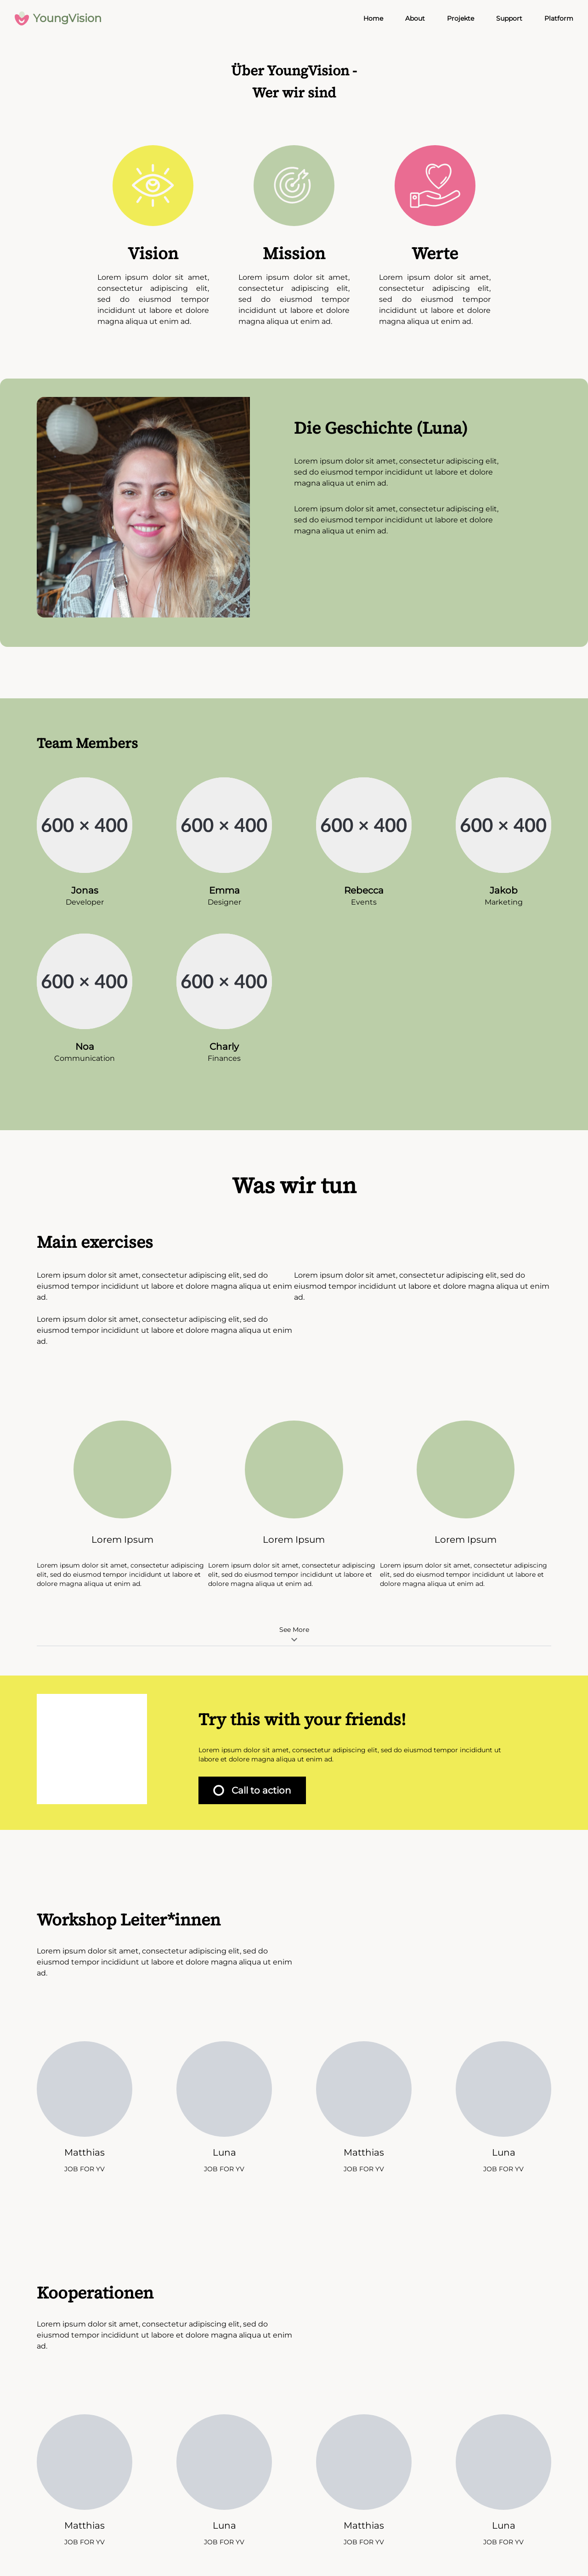 YoungVision
Home About Projekte Support Platform
Über YoungVision -
Wer wir sind
Vision
Lorem ipsum dolor sit amet,
consectetur adipiscing elit,
sed do eiusmod tempor
incididunt ut labore et dolore
magna aliqua ut enim ad.
Mission
Lorem ipsum dolor sit amet,
consectetur adipiscing elit,
sed do eiusmod tempor
incididunt ut labore et dolore
magna aliqua ut enim ad.
Werte
Lorem ipsum dolor sit amet,
consectetur adipiscing elit,
sed do eiusmod tempor
incididunt ut labore et dolore
magna aliqua ut enim ad.
Die Geschichte (Luna)
Lorem ipsum dolor sit amet, consectetur adipiscing elit,
sed do eiusmod tempor incididunt ut labore et dolore
magna aliqua ut enim ad.
Lorem ipsum dolor sit amet, consectetur adipiscing elit,
sed do eiusmod tempor incididunt ut labore et dolore
magna aliqua ut enim ad.
Team Members
600 × 400
600 × 400
600 × 400
600 × 400
Jonas
Developer
Emma
Designer
Rebecca
Events
Jakob
Marketing
600 × 400
600 × 400
Noa
Communication
Charly
Finances
Was wir tun
Main exercises
Lorem ipsum dolor sit amet, consectetur adipiscing elit, sed do
eiusmod tempor incididunt ut labore et dolore magna aliqua ut enim
ad.
Lorem ipsum dolor sit amet, consectetur adipiscing elit, sed do
eiusmod tempor incididunt ut labore et dolore magna aliqua ut enim
ad.
Lorem ipsum dolor sit amet, consectetur adipiscing elit, sed do
eiusmod tempor incididunt ut labore et dolore magna aliqua ut enim
ad.
Lorem Ipsum
Lorem ipsum dolor sit amet, consectetur adipiscing
elit, sed do eiusmod tempor incididunt ut labore et
dolore magna aliqua ut enim ad.
Lorem Ipsum
Lorem ipsum dolor sit amet, consectetur adipiscing
elit, sed do eiusmod tempor incididunt ut labore et
dolore magna aliqua ut enim ad.
Lorem Ipsum
Lorem ipsum dolor sit amet, consectetur adipiscing
elit, sed do eiusmod tempor incididunt ut labore et
dolore magna aliqua ut enim ad.
See More
Try this with your friends!
Lorem ipsum dolor sit amet, consectetur adipiscing elit, sed do eiusmod tempor incididunt ut
labore et dolore magna aliqua ut enim ad.
Call to action
Workshop Leiter*innen
Lorem ipsum dolor sit amet, consectetur adipiscing elit, sed do
eiusmod tempor incididunt ut labore et dolore magna aliqua ut enim
ad.
Matthias
JOB FOR YV
Luna
JOB FOR YV
Matthias
JOB FOR YV
Luna
JOB FOR YV
Kooperationen
Lorem ipsum dolor sit amet, consectetur adipiscing elit, sed do
eiusmod tempor incididunt ut labore et dolore magna aliqua ut enim
ad.
Matthias
JOB FOR YV
Luna
JOB FOR YV
Matthias
JOB FOR YV
Luna
JOB FOR YV